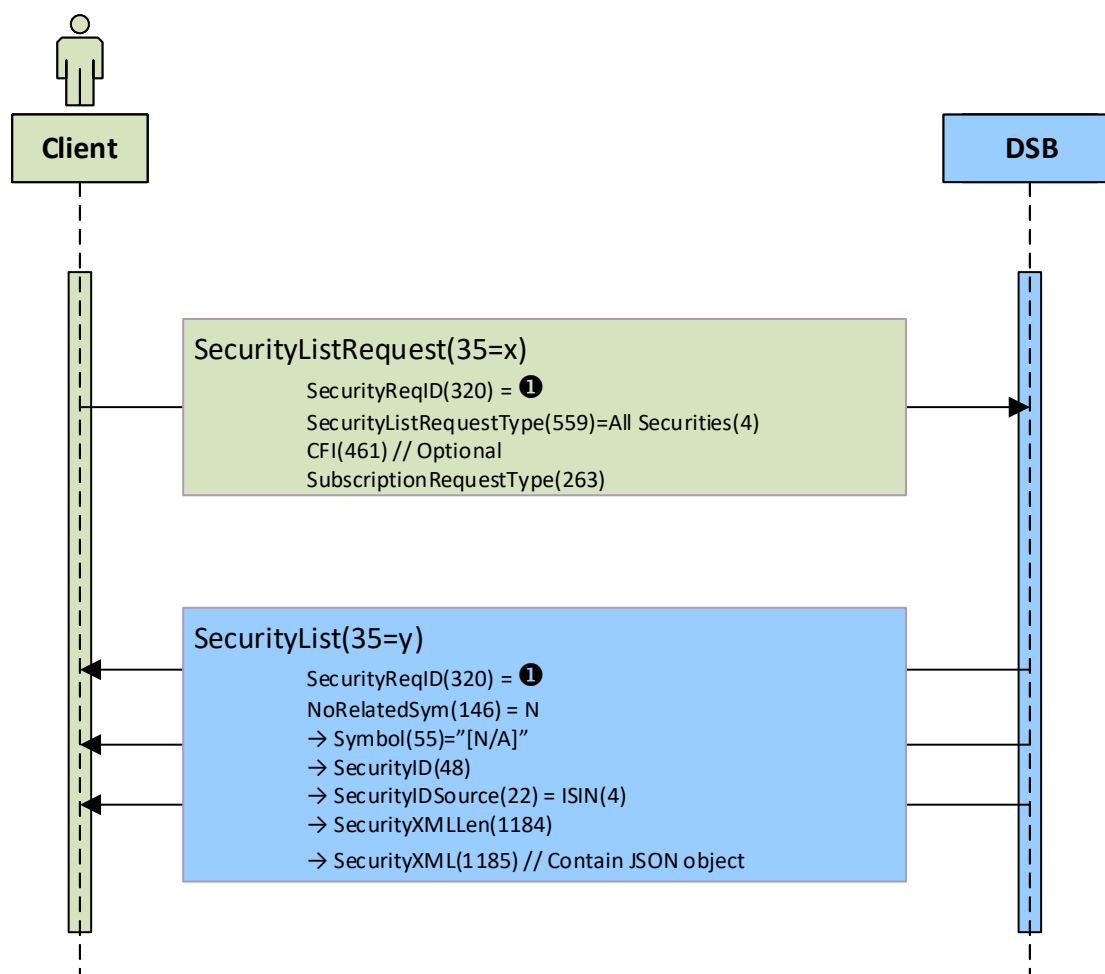 Client
DSB
SecurityListRequest(35=x)
SecurityReqID(320) = ❶
SecurityListRequestType(559)=All Securities(4)
CFI(461) // Optional
SubscriptionRequestType(263)
SecurityList(35=y)
SecurityReqID(320) = ❶
NoRelatedSym(146) = N
→ Symbol(55)=”[N/A]”
→ SecurityID(48)
→ SecurityIDSource(22) = ISIN(4)
→ SecurityXMLLen(1184)
→ SecurityXML(1185) // Contain JSON object